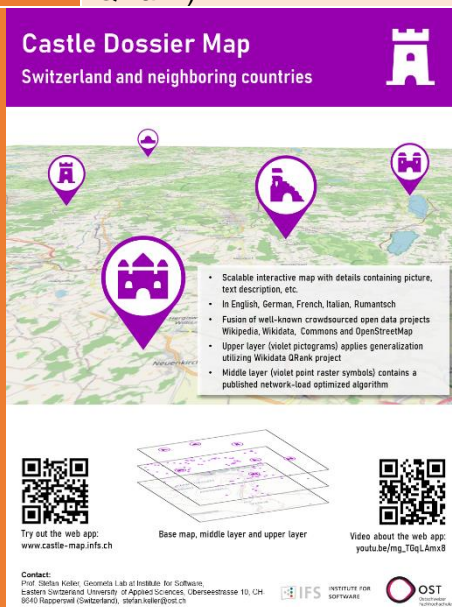 Castle Dossier Map
Switzerland and neighboring countries
• Scalable interactive map with details containing picture,
text description, etc.
• In English, German, French, Italian, Rumantsch
• Fusion of well-known crowdsourced open data projects
Wikipedia, Wikidata, Commons and OpenStreetMap
• Upper layer (violet pictograms) applies generalization
utilizing Wikidata QRank project
• Middle layer (violet point raster symbols) contains a
published network-load optimized algorithm
Try out the web app:
www.castle-map.infs.ch
Base map, middle layer and upper layer
Video about the web app:
youtu.be/mg_TGqLAmx8
Contact:
Prof. Stefan Keller, Geometa Lab at Institute for Software,
Eastern Switzerland University of Applied Sciences, Oberseestrasse 10, CH-
8640 Rapperswil (Switzerland), stefan.keller@ost.ch
IFS
INSTITUTE FOR
SOFTWARE
OST
Ostschweizer
Fachhochschule